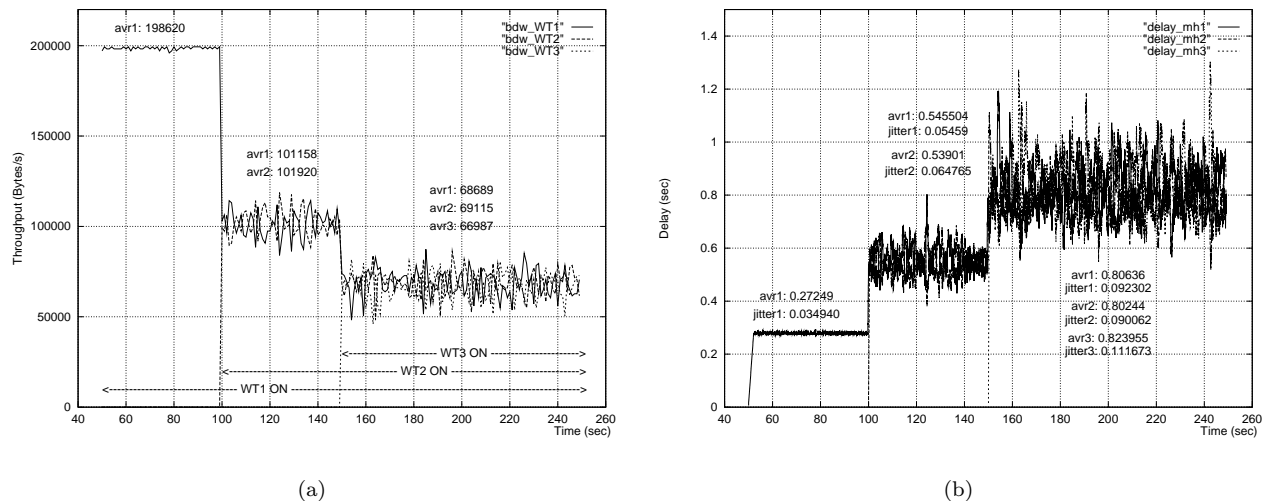 avr1: 198620
"bdw_WT1"
"bdw_WT2"
"bdw_WT3"
200000
150000
100000
50000
0
Throughput (Bytes/s)
avr1: 101158
avr2: 101920
avr1: 68689
avr2: 69115
avr3: 66987
WT3 ON
WT2 ON
WT1 ON
40 60 80 100 120 140 160 180 200 220 240 260
Time (sec)
(a)
"delay_mh1"
"delay_mh2"
"delay_mh3"
1.4
1.2
1
0.8
0.6
0.4
0.2
0
Delay (sec)
avr1: 0.545504
jitter1: 0.05459
avr2: 0.53901
jitter2: 0.064765
avr1: 0.27249
jitter1: 0.034940
avr1: 0.80636
jitter1: 0.092302
avr2: 0.80244
jitter2: 0.090062
avr3: 0.823955
jitter3: 0.111673
40 60 80 100 120 140 160 180 200 220 240 260
Time (sec)
(b)